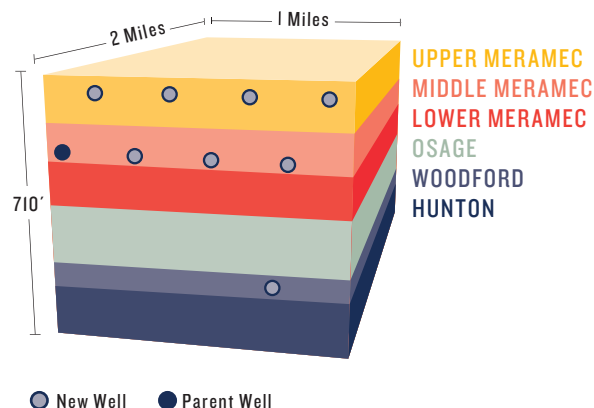 2 Miles
1 Miles
UPPER MERAMEC
MIDDLE MERAMEC
LOWER MERAMEC
OSAGE
WOODFORD
HUNTON
710'
New Well
Parent Well